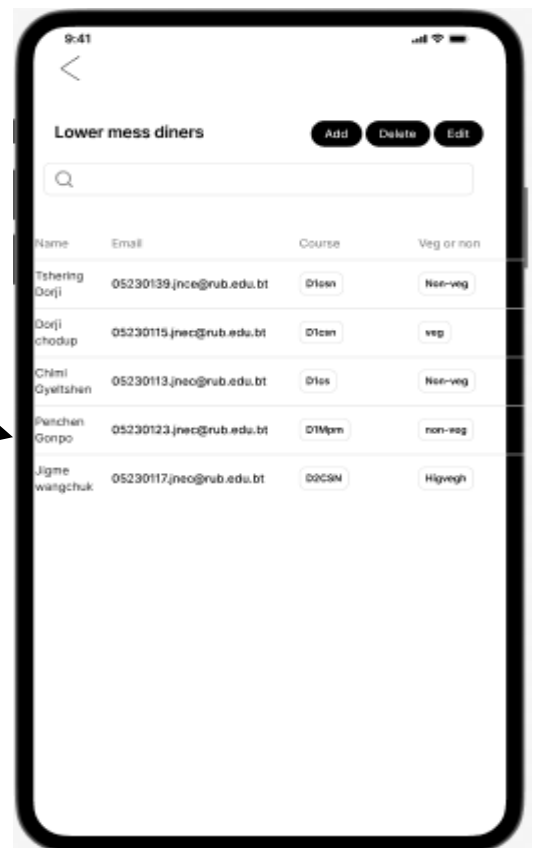 9:41
Lower mess diners
Add Delete Edit
Name Email Course Veg or non
Tshering
Dorji
05230139.jnce@rub.edu.bt D1csn Non-veg
Dorji
chodup
05230115.jnec@rub.edu.bt D1csn veg
Chimi
Gyeltshen
05230113.jnec@rub.edu.bt D1cs Non-veg
Penchen
Gonpo
05230123.jnec@rub.edu.bt D1Mpm non-veg
Jigme
wangchuk
05230117.jnec@rub.edu.bt D2CSN Higvegh